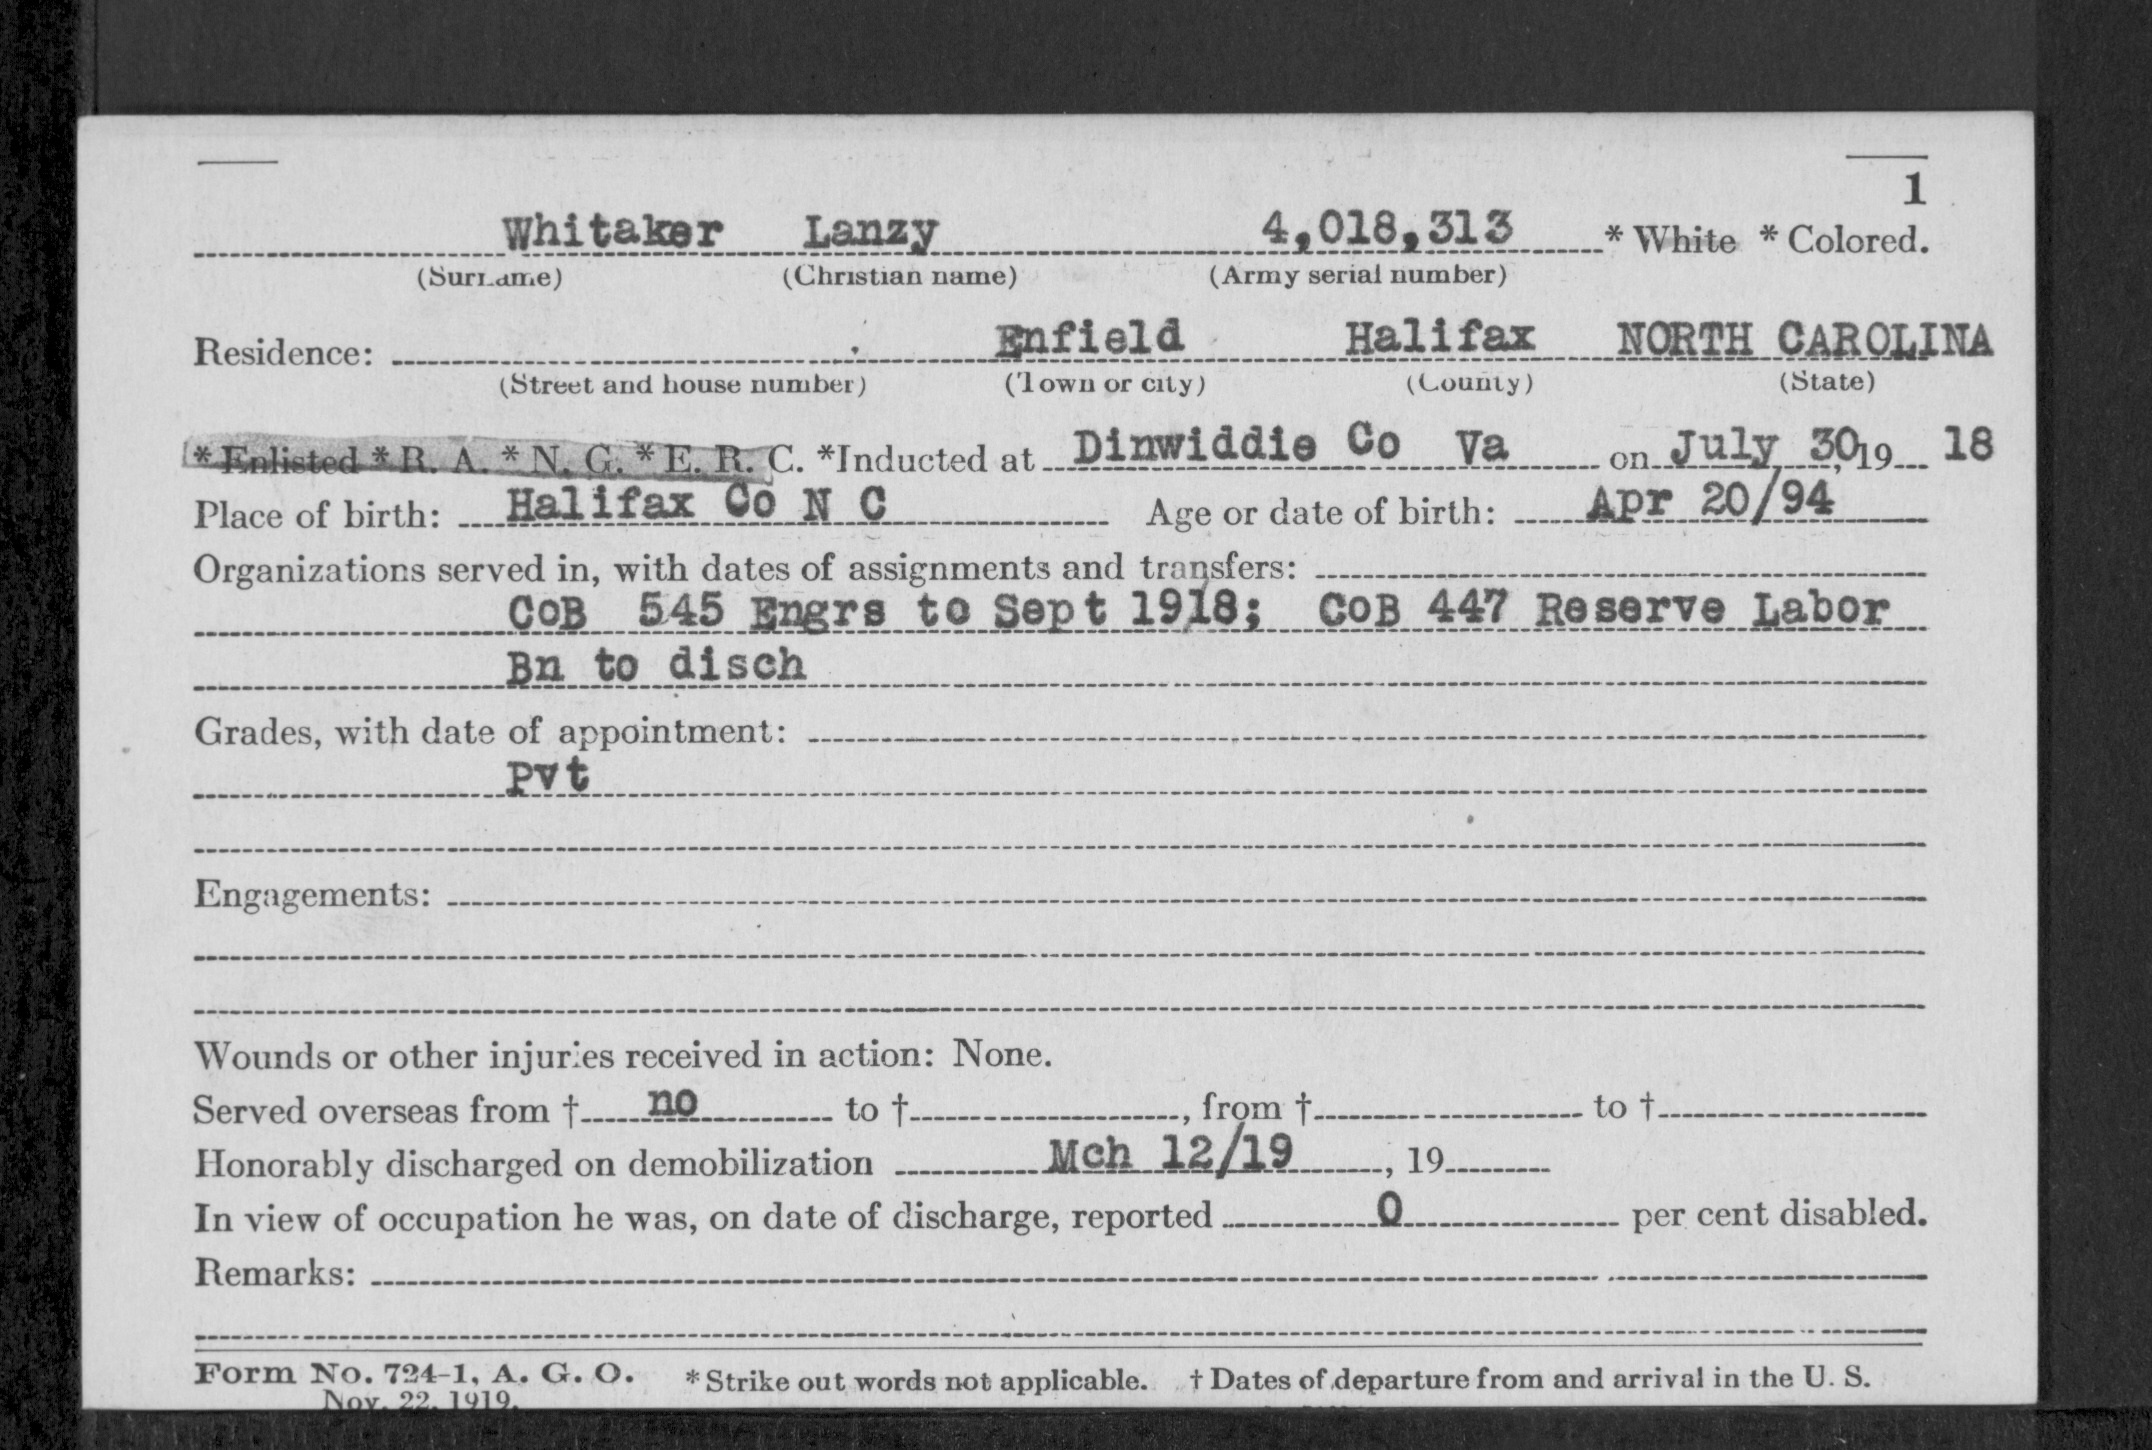 1
Whitaker Lanzy 4,018,313 * White * Colored.
(Surname) (Christian name) (Army serial number)
Residence: Enfield Halifax NORTH CAROLINA
(Street and house number) (Town or city) (County) (State)
* Enlisted * R. A. * N. G. * E. R. C. *Inducted at Dinwiddie Co Va on July 30, 19 18
Place of birth: Halifax Co N C Age or date of birth: Apr 20/94
Organizations served in, with dates of assignments and transfers:
CoB 545 Engrs to Sept 1918; CoB 447 Reserve Labor
Bn to disch
Grades, with date of appointment:
Pvt
Engagements:
Wounds or other injuries received in action: None.
Served overseas from † no to †, from † to †
Honorably discharged on demobilization Mch 12/19, 19
In view of occupation he was, on date of discharge, reported 0 per cent disabled.
Remarks:
Form No. 724-1, A. G. O. * Strike out words not applicable. † Dates of departure from and arrival in the U. S.
Nov. 22, 1919.